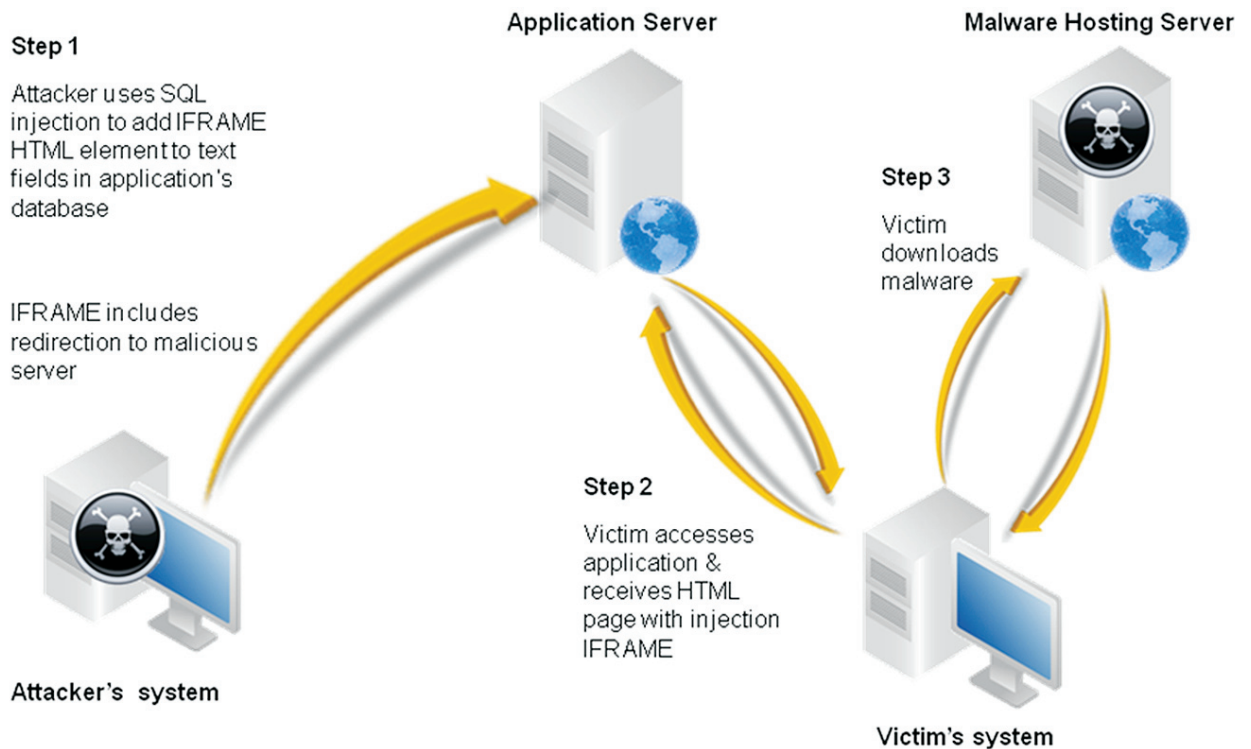 Step 1
Attacker uses SQL
injection to add IFRAME
HTML element to text
fields in application's
database
IFRAME includes
redirection to malicious
server
Attacker's system
Application Server
Step 2
Victim accesses
application &
receives HTML
page with injection
IFRAME
Malware Hosting Server
Step 3
Victim
downloads
malware
Victim's system